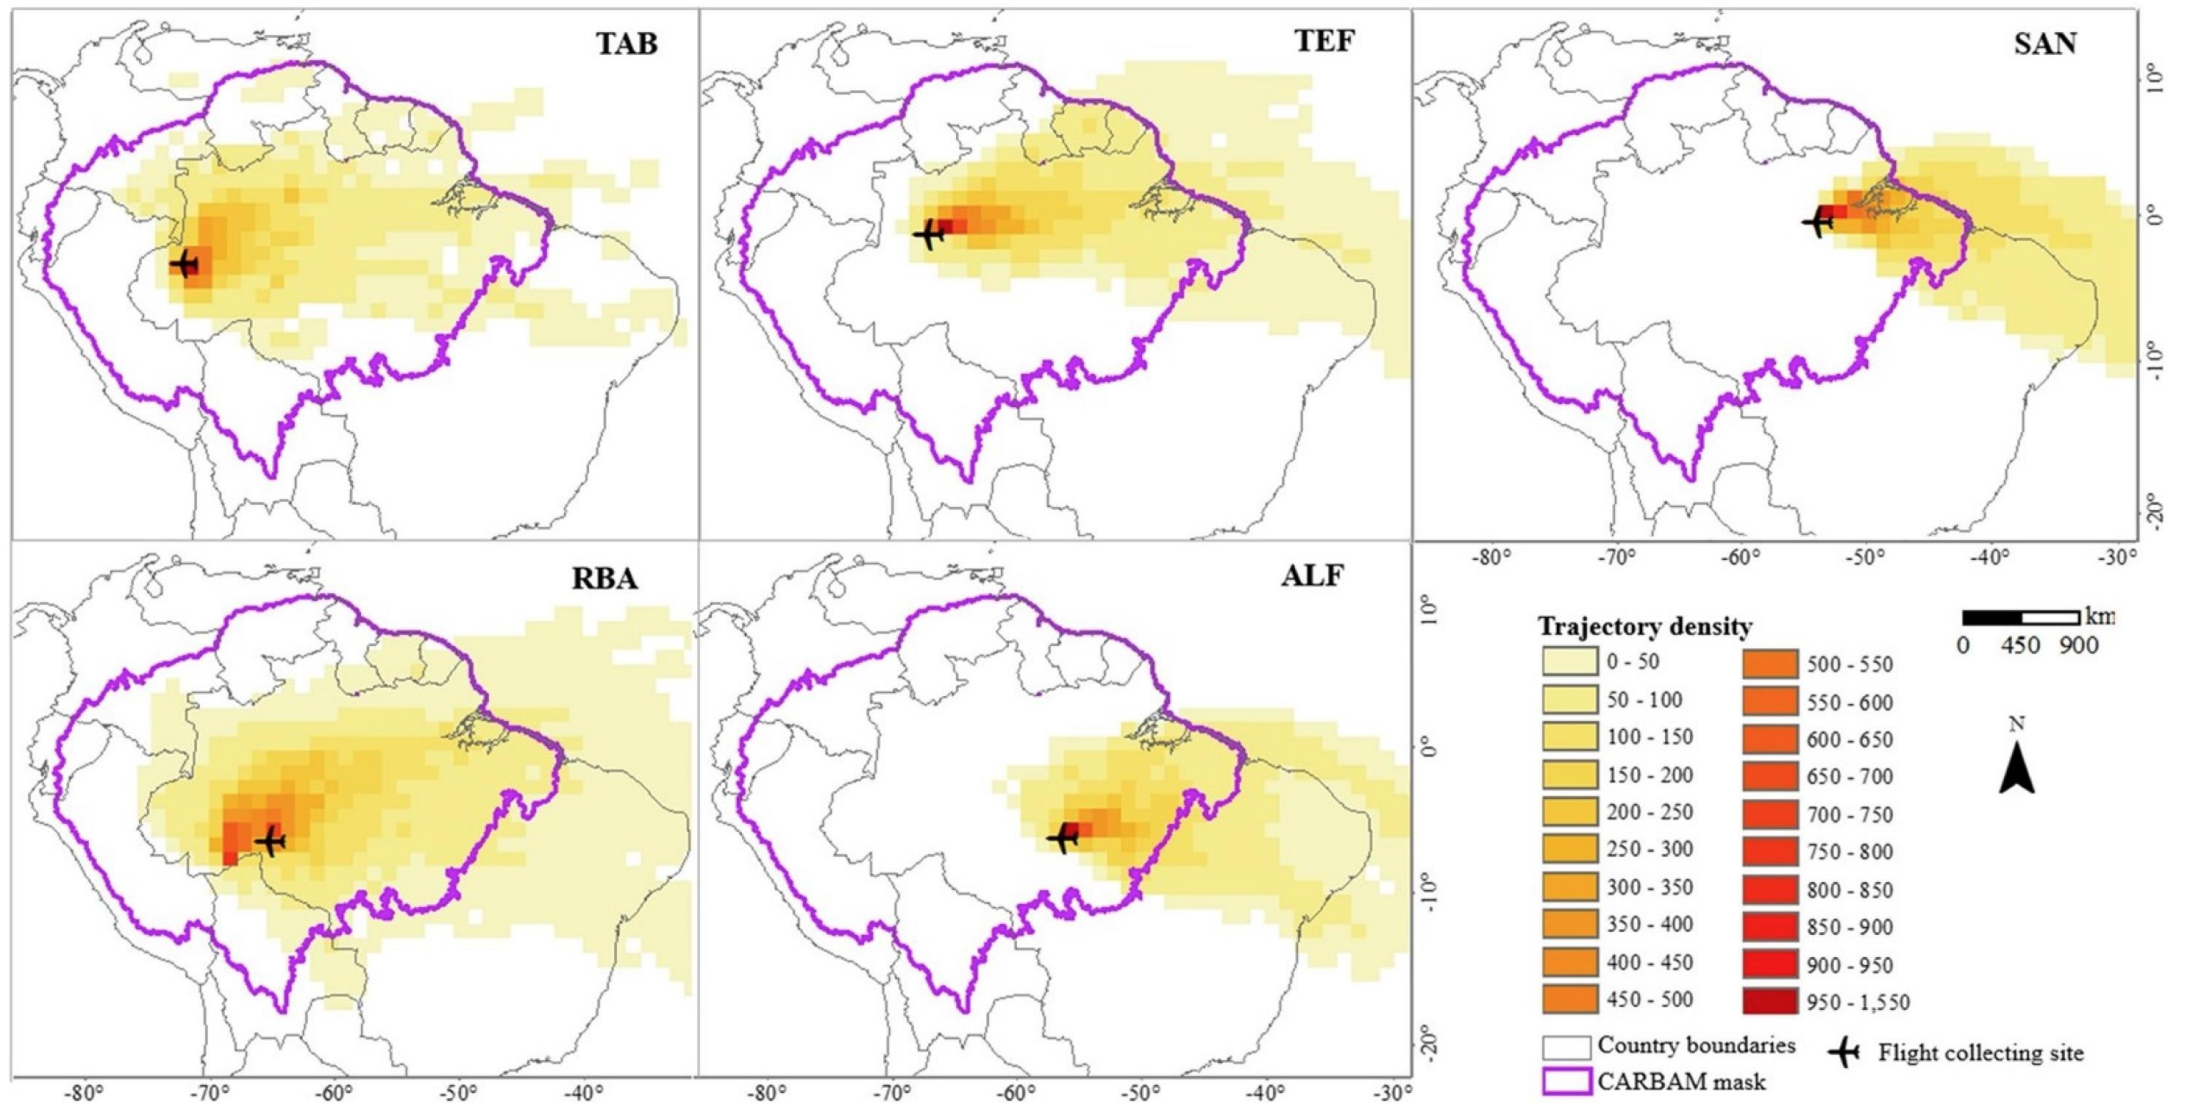 TAB
TEF
SAN
10°
0°
-10°
-20°
-80° -70° -60° -50° -40° -30°
RBA
ALF
10°
0°
-10°
-20°
-80° -70° -60° -50° -40°
-80° -70° -60° -50° -40° -30°
Trajectory density
0 - 50
50 - 100
100 - 150
150 - 200
200 - 250
250 - 300
300 - 350
350 - 400
400 - 450
450 - 500
500 - 550
550 - 600
600 - 650
650 - 700
700 - 750
750 - 800
800 - 850
850 - 900
900 - 950
950 - 1,550
km
0 450 900
N
Country boundaries
CARBAM mask
Flight collecting site